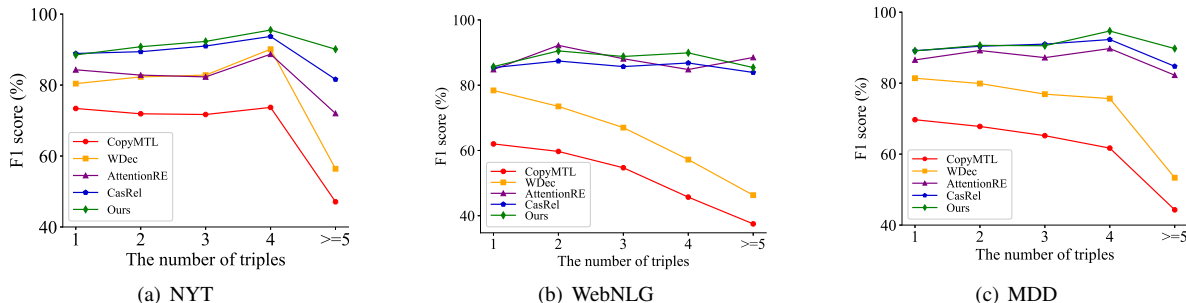 100
80
60
40
F1 score (%)
CopyMTL
WDec
AttentionRE
CasRel
Ours
1 2 3 4 >=5
The number of triples
(a) NYT
100
80
60
40
F1 score (%)
CopyMTL
WDec
AttentionRE
CasRel
Ours
1 2 3 4 >=5
The number of triples
(b) WebNLG
100
80
60
40
F1 score (%)
CopyMTL
WDec
AttentionRE
CasRel
Ours
1 2 3 4 >=5
The number of triples
(c) MDD